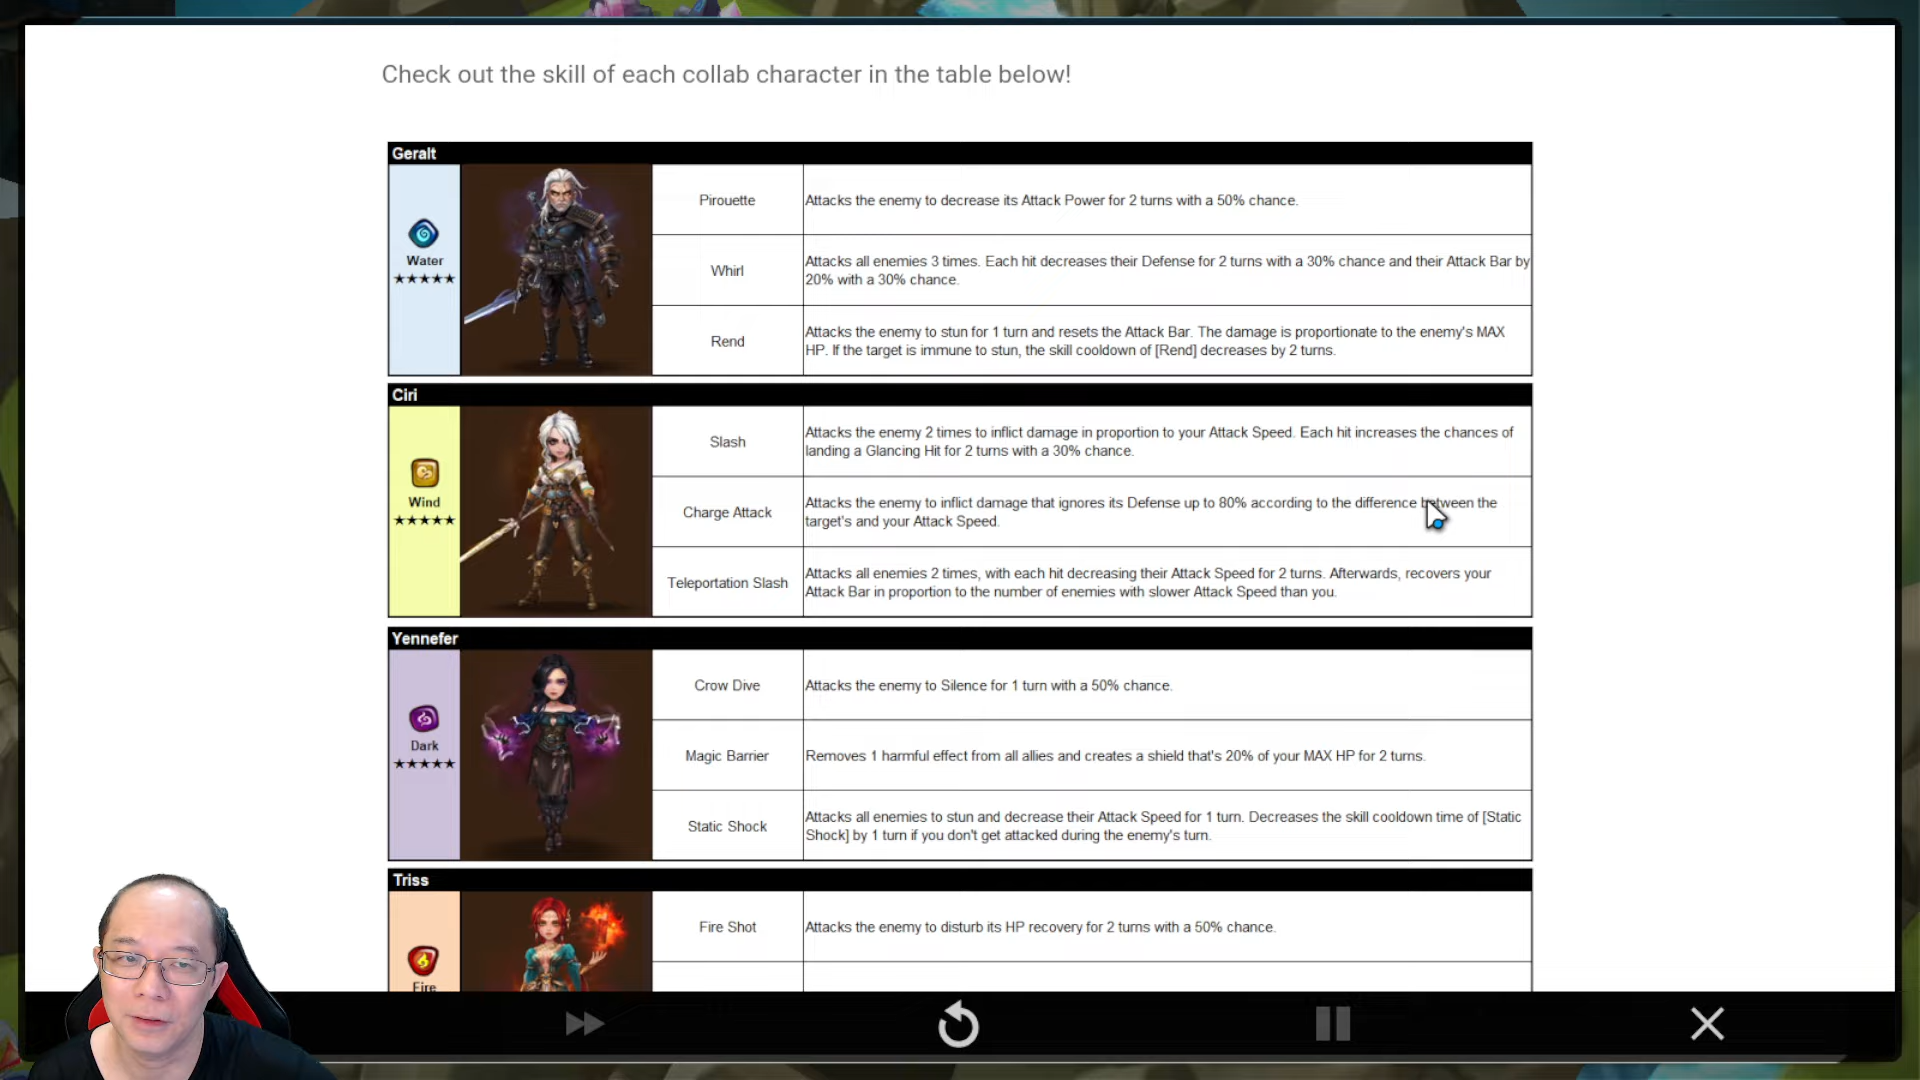 Check out the skill of each collab character in the table below!
Geralt
Water
★★★★★
Pirouette
Attacks the enemy to decrease its Attack Power for 2 turns with a 50% chance.
Whirl
Attacks all enemies 3 times. Each hit decreases their Defense for 2 turns with a 30% chance and their Attack Bar by
20% with a 30% chance.
Rend
Attacks the enemy to stun for 1 turn and resets the Attack Bar. The damage is proportionate to the enemy's MAX
HP. If the target is immune to stun, the skill cooldown of [Rend] decreases by 2 turns.
Ciri
Wind
★★★★★
Slash
Attacks the enemy 2 times to inflict damage in proportion to your Attack Speed. Each hit increases the chances of
landing a Glancing Hit for 2 turns with a 30% chance.
Charge Attack
Attacks the enemy to inflict damage that ignores its Defense up to 80% according to the difference between the
target's and your Attack Speed.
Teleportation Slash
Attacks all enemies 2 times, with each hit decreasing their Attack Speed for 2 turns. Afterwards, recovers your
Attack Bar in proportion to the number of enemies with slower Attack Speed than you.
Yennefer
Dark
★★★★★
Crow Dive
Attacks the enemy to Silence for 1 turn with a 50% chance.
Magic Barrier
Removes 1 harmful effect from all allies and creates a shield that's 20% of your MAX HP for 2 turns.
Static Shock
Attacks all enemies to stun and decrease their Attack Speed for 1 turn. Decreases the skill cooldown time of [Static
Shock] by 1 turn if you don't get attacked during the enemy's turn.
Triss
Fire
Fire Shot
Attacks the enemy to disturb its HP recovery for 2 turns with a 50% chance.